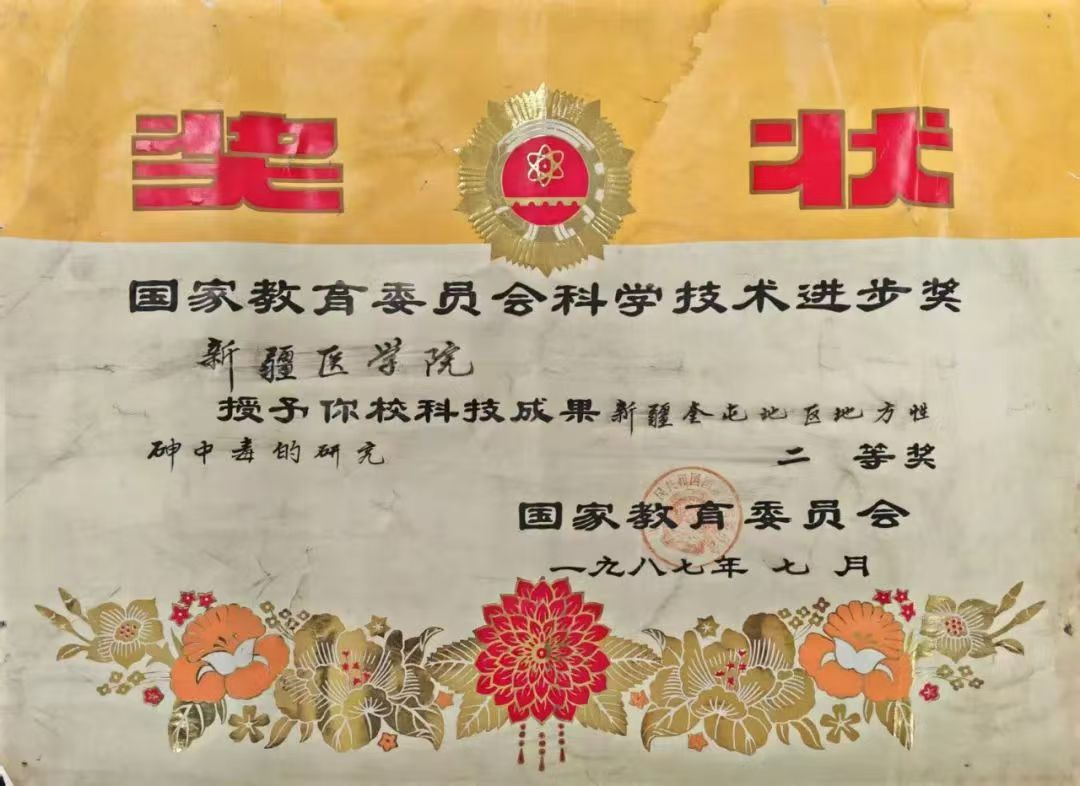 奖状
国家教育委员会科学技术进步奖
新疆医学院
授予你校科技成果新疆奎屯地区地方性
砷中毒的研究 二等奖
国家教育委员会
一九八七年七月